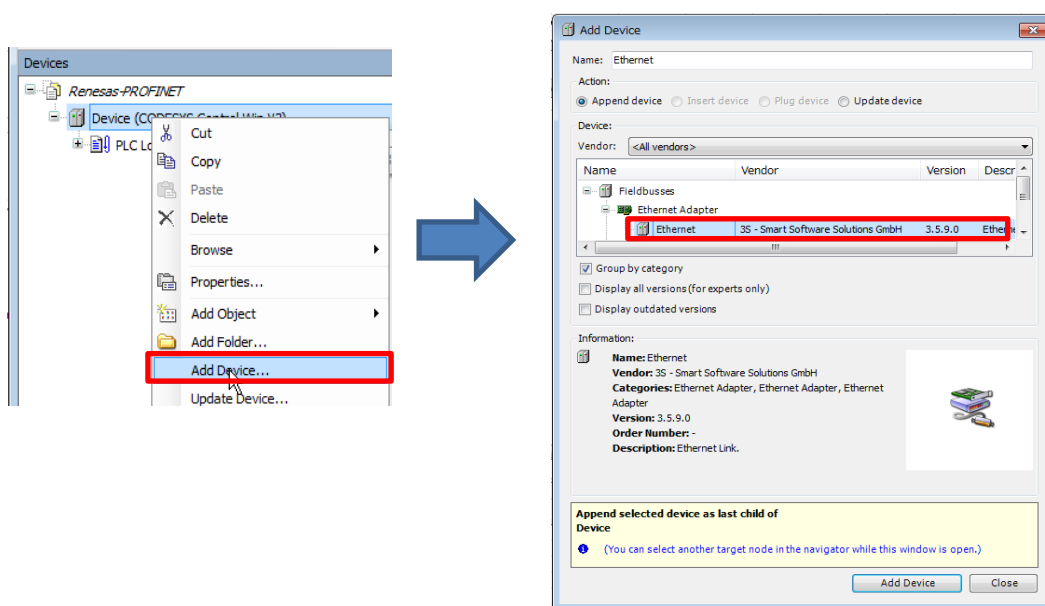 Devices
Renesas-PROFINET
Device (CODESYS Control Win V3)
PLC Lo
Cut
Copy
Paste
Delete
Browse
Properties...
Add Object
Add Folder...
Add Device...
Update Device...
Add Device
Name: Ethernet
Action:
Append device Insert device Plug device Update device
Device:
Vendor: <All vendors>
Name Vendor Version Descr
Fieldbusses
Ethernet Adapter
Ethernet 3S - Smart Software Solutions GmbH 3.5.9.0 Etherne
Group by category
Display all versions (for experts only)
Display outdated versions
Information:
Name: Ethernet
Vendor: 3S - Smart Software Solutions GmbH
Categories: Ethernet Adapter, Ethernet Adapter, Ethernet
Adapter
Version: 3.5.9.0
Order Number: -
Description: Ethernet Link.
Append selected device as last child of
Device
(You can select another target node in the navigator while this window is open.)
Add Device Close